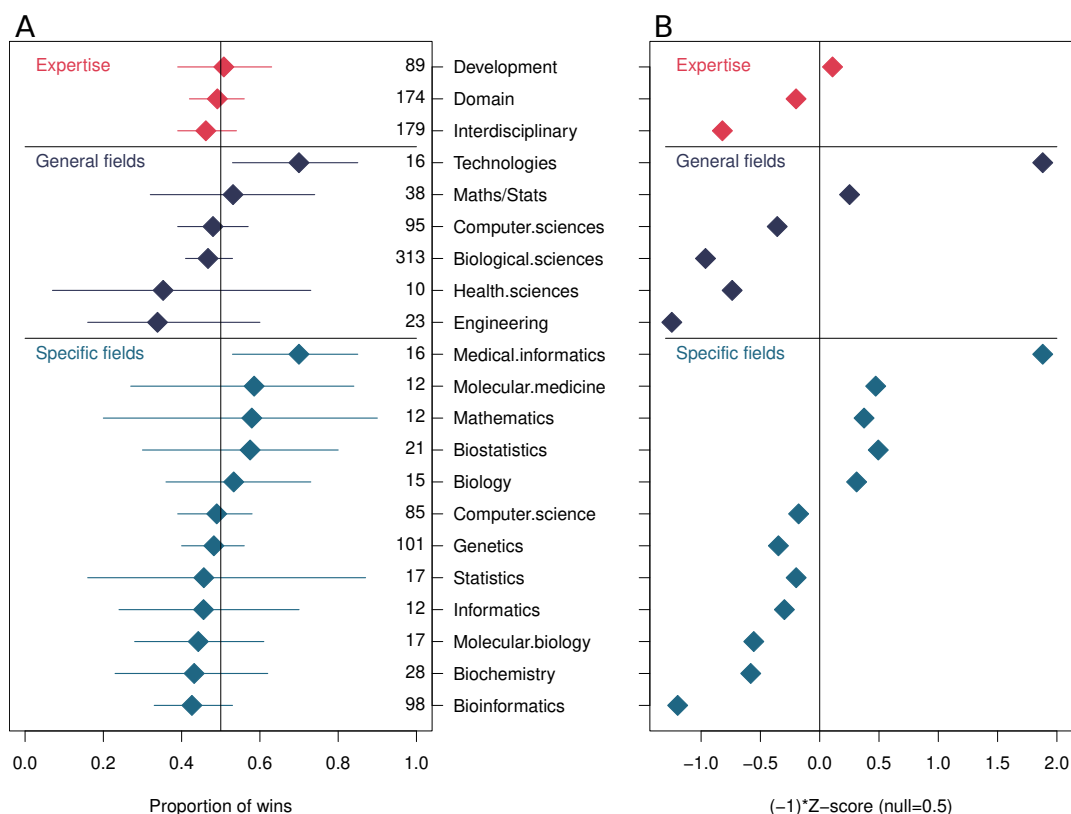 A
B
Expertise
89 Development
174 Domain
179 Interdisciplinary
General fields
16 Technologies
38 Maths/Stats
95 Computer.sciences
313 Biological.sciences
10 Health.sciences
23 Engineering
Specific fields
16 Medical.informatics
12 Molecular.medicine
12 Mathematics
21 Biostatistics
15 Biology
85 Computer.science
101 Genetics
17 Statistics
12 Informatics
17 Molecular.biology
28 Biochemistry
98 Bioinformatics
0.0 0.2 0.4 0.6 0.8 1.0
Proportion of wins
Expertise
General fields
Specific fields
−1.0 −0.5 0.0 0.5 1.0 1.5 2.0
(−1)*Z−score (null=0.5)